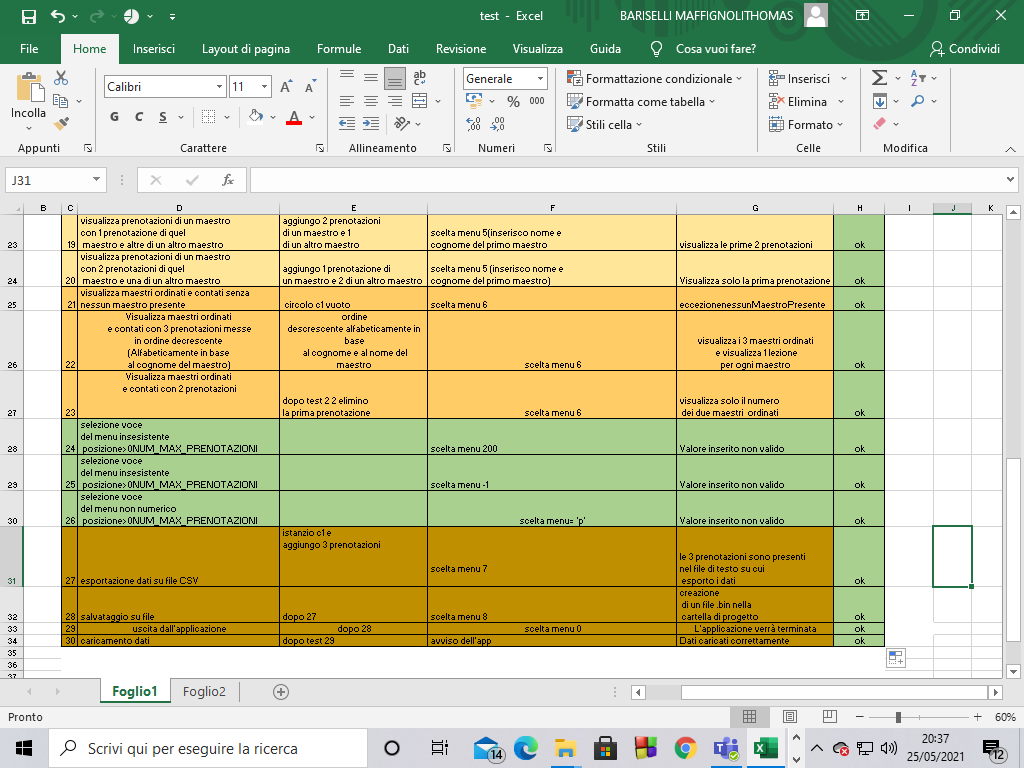 test - Excel
BARISELLI MAFFIGNOLITHOMAS
File Home Inserisci Layout di pagina Formule Dati Revisione Visualizza Guida Cosa vuoi fare? Condividi
Incolla
Appunti
Calibri 11
G C S
A A
A
Carattere
ab
Allineamento
Generale
% 000
Numeri
Formattazione condizionale
Formatta come tabella
Stili cella
Stili
Inserisci
Elimina
Formato
Celle
Modifica
J31
fx
B C D E F G H I J K
23
19
visualizza prenotazioni di un maestro
con 1 prenotazione di quel
maestro e altre di un altro maestro
aggiungo 2 prenotazioni
di un maestro e 1
di un altro maestro
scelta menu 5(inserisco nome e
cognome del primo maestro
visualizza le prime 2 prenotazioni
ok
24
20
visualizza prenotazioni di un maestro
con 2 prenotazioni di quel
maestro e una di un altro maestro
aggiungo 1 prenotazione di
un maestro e 2 di un altro maestro
scelta menu 5 (inserisco nome e
cognome del primo maestro)
Visualizza solo la prima prenotazione
ok
25
21
visualizza maestri ordinati e contati senza
nessun maestro presente
circolo c1 vuoto
scelta menu 6
eccezionenessunMaestroPresente
ok
26
22
Visualizza maestri ordinati
e contati con 3 prenotazioni messe
in ordine decrescente
(Alfabeticamente in base
al cognome del maestro)
ordine
descrescente alfabeticamente in
base
al cognome e al nome del
maestro
scelta menu 6
visualizza i 3 maestri ordinati
e visualizza 1 lezione
per ogni maestro
ok
27
23
Visualizza maestri ordinati
e contati con 2 prenotazioni
dopo test 2 2 elimino
la prima prenotazione
scelta menu 6
visualizza solo il numero
dei due maestri ordinati
ok
28
24
selezione voce
del menu insesistente
posizione>0NUM_MAX_PRENOTAZIONI
scelta menu 200
Valore inserito non valido
ok
29
25
selezione voce
del menu insesistente
posizione>0NUM_MAX_PRENOTAZIONI
scelta menu -1
Valore inserito non valido
ok
30
26
selezione voce
del menu non numerico
posizione>0NUM_MAX_PRENOTAZIONI
scelta menu= 'p'
Valore inserito non valido
ok
31
27
esportazione dati su file CSV
istanzio c1 e
aggiungo 3 prenotazioni
scelta menu 7
le 3 prenotazioni sono presenti
nel file di testo su cui
esporto i dati
ok
32
28
salvataggio su file
dopo 27
scelta menu 8
creazione
di un file .bin nella
cartella di progetto
ok
33
29
uscita dall'applicazione
dopo 28
scelta menu 0
L'applicazione verrà terminata
ok
34
30
caricamento dati
dopo test 29
avviso dell'app
Dati caricati correttamente
ok
35
36
37
Foglio1 Foglio2
Pronto
60%
Scrivi qui per eseguire la ricerca
14
20:37
25/05/2021
12